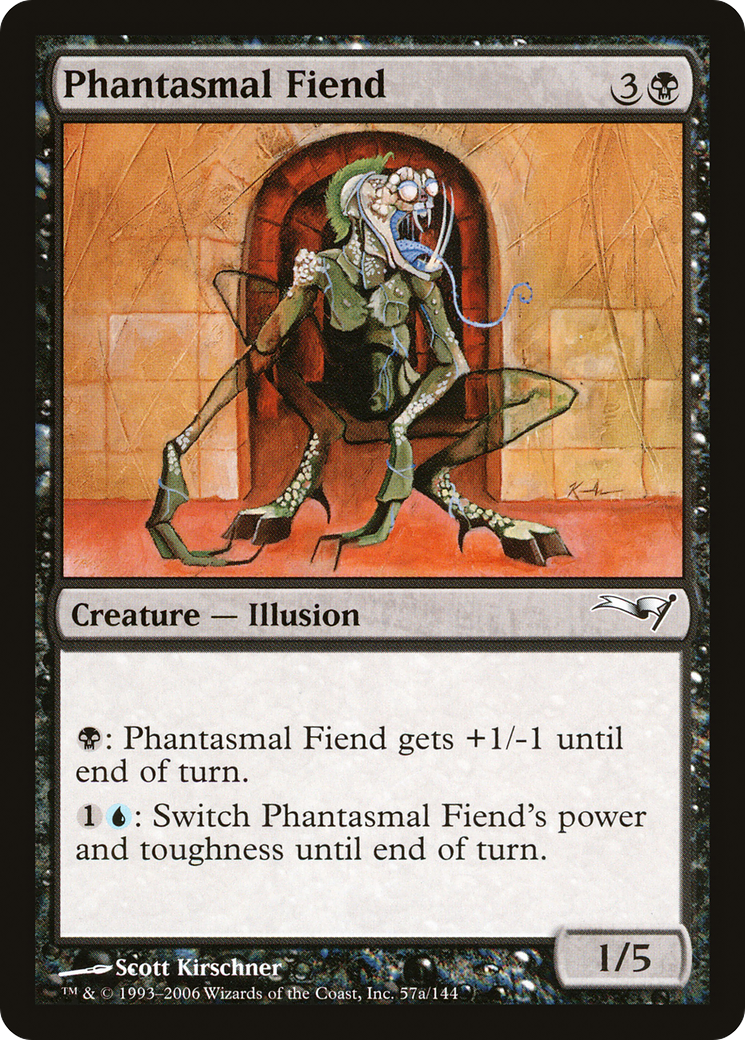 Phantasmal Fiend 3
Creature — Illusion
: Phantasmal Fiend gets +1/-1 until
end of turn.
1 : Switch Phantasmal Fiend's power
and toughness until end of turn.
1/5
Scott Kirschner
™ & © 1993–2006 Wizards of the Coast, Inc. 57a/144